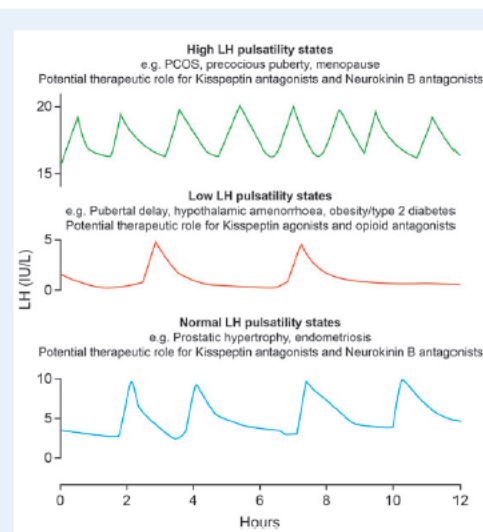 High LH pulsatility states
e.g. PCOS, precocious puberty, menopause
Potential therapeutic role for Kisspeptin antagonists and Neurokinin B antagonists
20
15
Low LH pulsatility states
e.g. Pubertal delay, hypothalamic amenorrhoea, obesity/type 2 diabetes
Potential therapeutic role for Kisspeptin agonists and opioid antagonists
5
0
LH (IU/L)
Normal LH pulsatility states
e.g. Prostatic hypertrophy, endometriosis
Potential therapeutic role for Kisspeptin antagonists and Neurokinin B antagonists
10
5
0
0 2 4 6 8 10 12
Hours